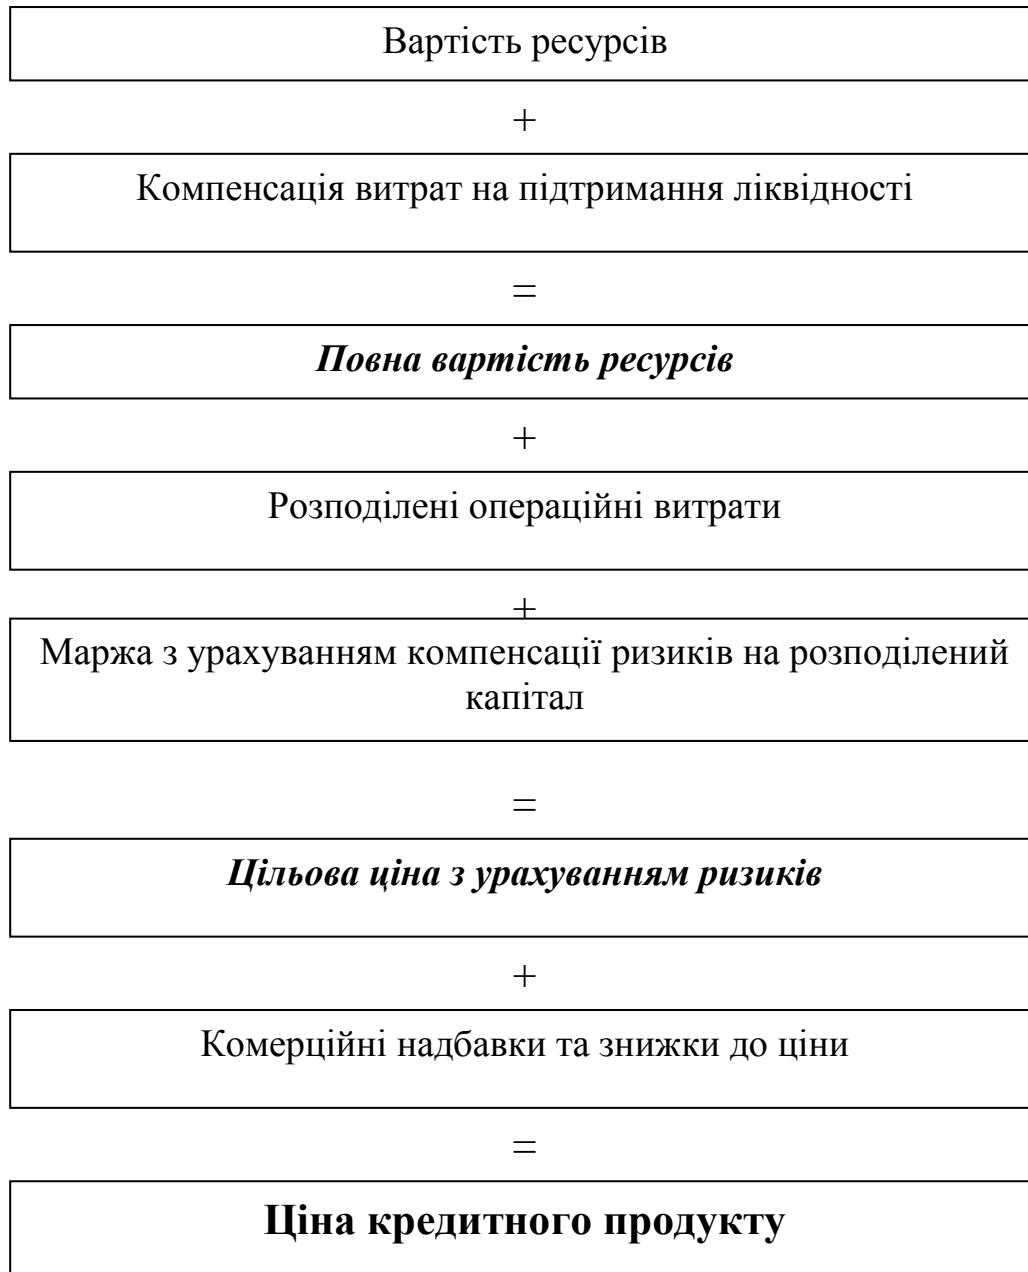 Вартість ресурсів
+
Компенсація витрат на підтримання ліквідності
=
Повна вартість ресурсів
+
Розподілені операційні витрати
+
Маржа з урахуванням компенсації ризиків на розподілений
капітал
=
Цільова ціна з урахуванням ризиків
+
Комерційні надбавки та знижки до ціни
=
Ціна кредитного продукту